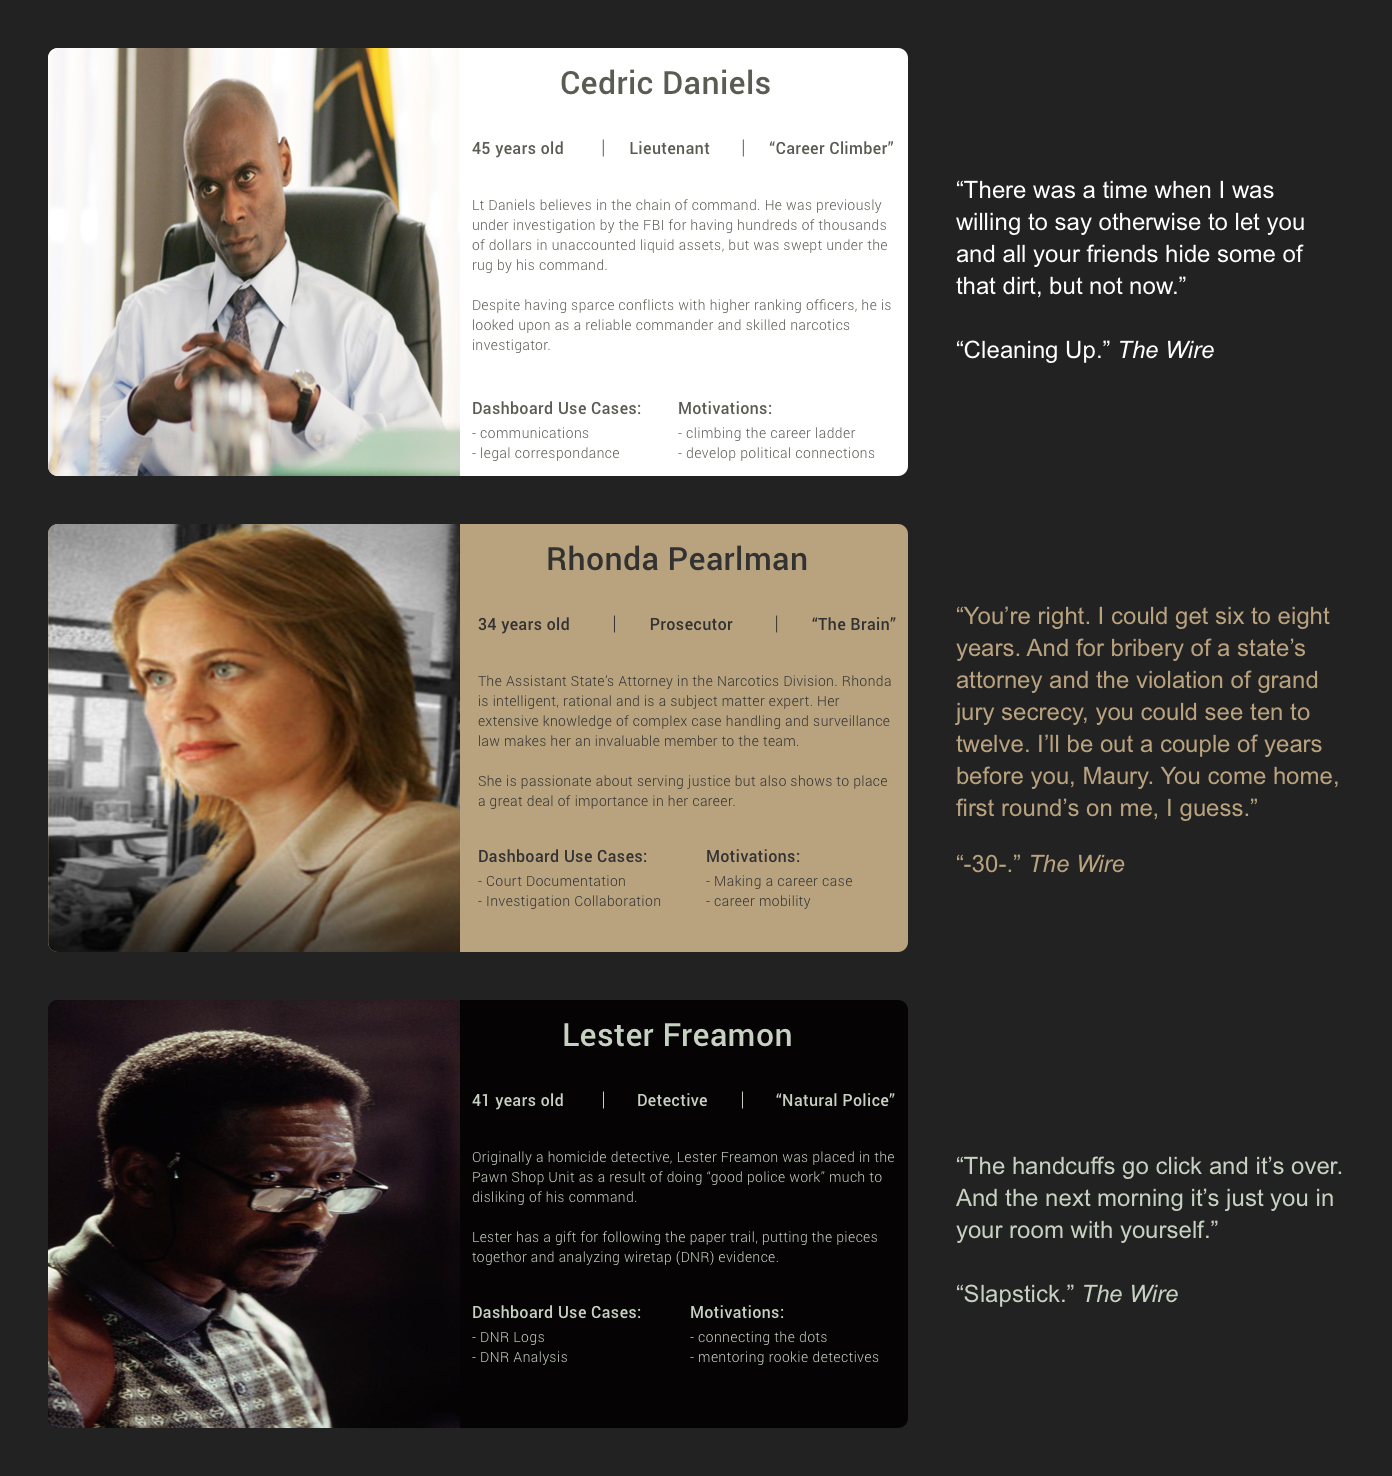 Cedric Daniels
45 years old | Lieutenant | “Career Climber”
Lt Daniels believes in the chain of command. He was previously
under investigation by the FBI for having hundreds of thousands
of dollars in unaccounted liquid assets, but was swept under the
rug by his command.
Despite having sparce conflicts with higher ranking officers, he is
looked upon as a reliable commander and skilled narcotics
investigator.
Dashboard Use Cases:
- communications
- legal correspondance
Motivations:
- climbing the career ladder
- develop political connections
“There was a time when I was
willing to say otherwise to let you
and all your friends hide some of
that dirt, but not now.”
“Cleaning Up.” The Wire
Rhonda Pearlman
34 years old | Prosecutor | “The Brain”
The Assistant State’s Attorney in the Narcotics Division. Rhonda
is intelligent, rational and is a subject matter expert. Her
extensive knowledge of complex case handling and surveillance
law makes her an invaluable member to the team.
She is passionate about serving justice but also shows to place
a great deal of importance in her career.
Dashboard Use Cases:
- Court Documentation
- Investigation Collaboration
Motivations:
- Making a career case
- career mobility
“You’re right. I could get six to eight
years. And for bribery of a state’s
attorney and the violation of grand
jury secrecy, you could see ten to
twelve. I’ll be out a couple of years
before you, Maury. You come home,
first round’s on me, I guess.”
“-30-.” The Wire
Lester Freamon
41 years old | Detective | “Natural Police”
Originally a homicide detective, Lester Freamon was placed in the
Pawn Shop Unit as a result of doing “good police work” much to
disliking of his command.
Lester has a gift for following the paper trail, putting the pieces
togethor and analyzing wiretap (DNR) evidence.
Dashboard Use Cases:
- DNR Logs
- DNR Analysis
Motivations:
- connecting the dots
- mentoring rookie detectives
“The handcuffs go click and it’s over.
And the next morning it’s just you in
your room with yourself.”
“Slapstick.” The Wire